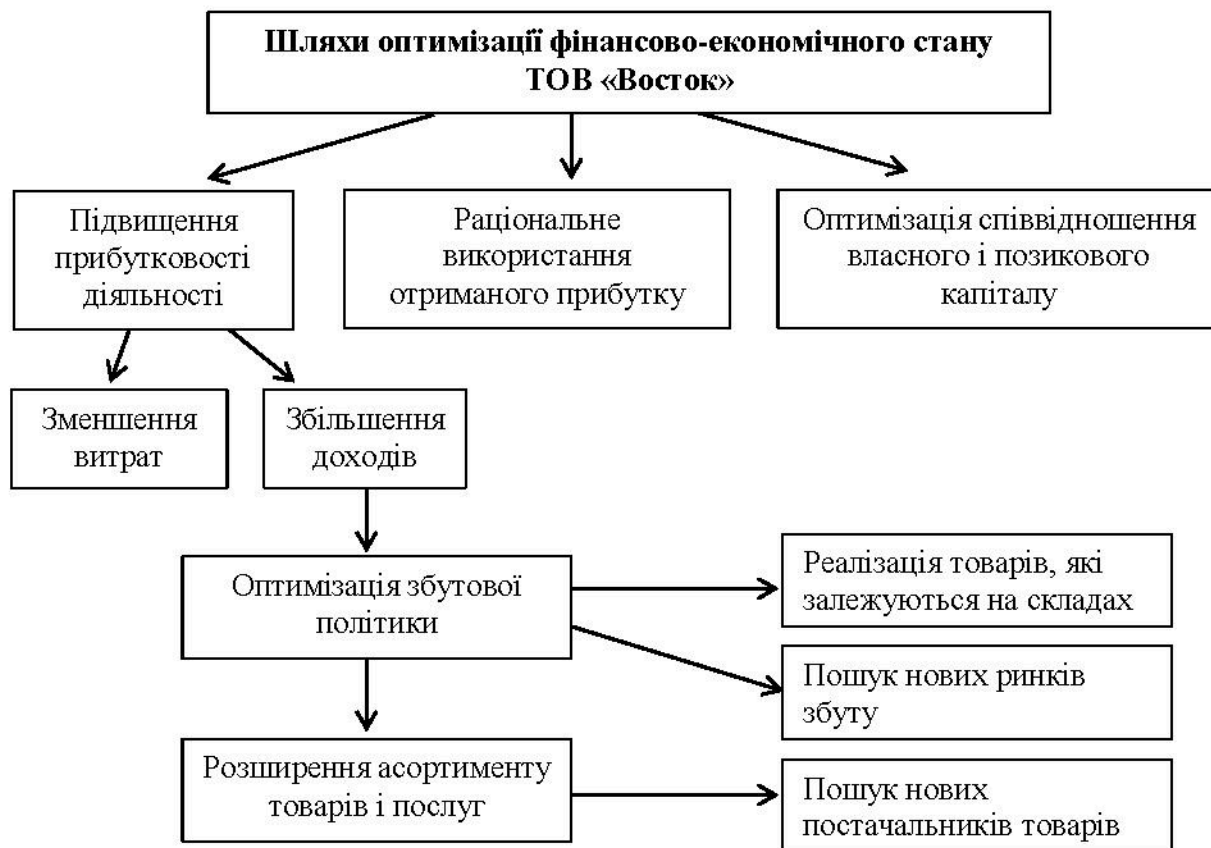 Шляхи оптимізації фінансово-економічного стану
ТОВ «Восток»
Підвищення
прибутковості
діяльності
Раціональне
використання
отриманого прибутку
Оптимізація співвідношення
власного і позикового
капіталу
Зменшення
витрат
Збільшення
доходів
Оптимізація збутової
політики
Реалізація товарів, які
залежуються на складах
Пошук нових ринків
збуту
Розширення асортименту
товарів і послуг
Пошук нових
постачальників товарів